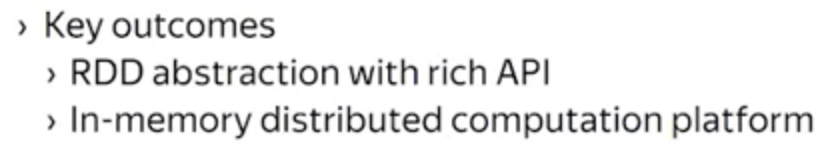 › Key outcomes
› RDD abstraction with rich API
› In-memory distributed computation platform